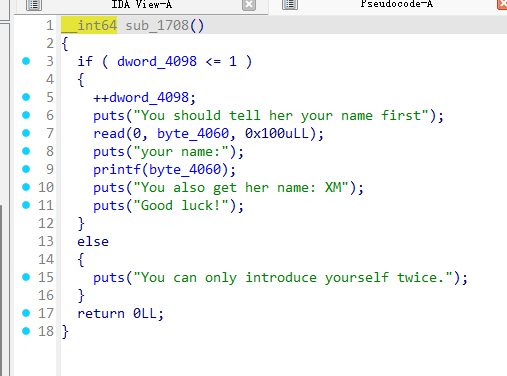 IDA View-A
Pseudocode-A
1 __int64 sub_1708()
2 {
3 if ( dword_4098 <= 1 )
4 {
5 ++dword_4098;
6 puts("You should tell her your name first");
7 read(0, byte_4060, 0x100uLL);
8 puts("your name:");
9 printf(byte_4060);
10 puts("You also get her name: XM");
11 puts("Good luck!");
12 }
13 else
14 {
15 puts("You can only introduce yourself twice.");
16 }
17 return 0LL;
18 }